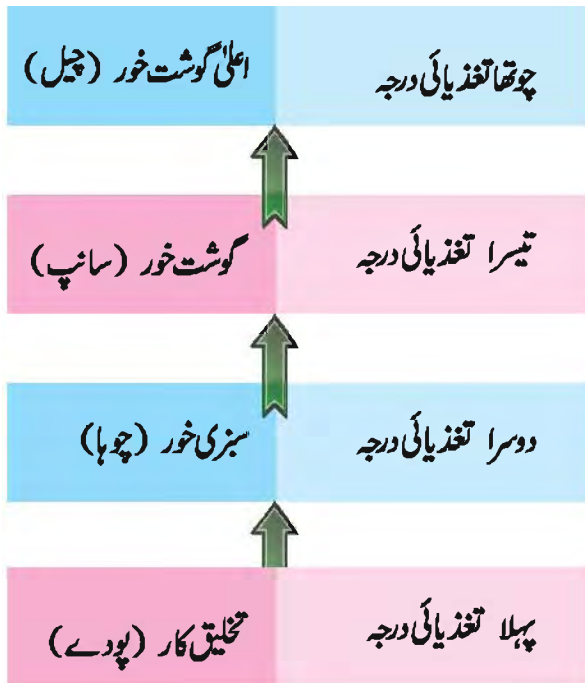 چوتھا تغذیائی درجہ
اعلیٰ گوشت خور (چیل)
تیسرا تغذیائی درجہ
گوشت خور (سانپ)
دوسرا تغذیائی درجہ
سبزی خور (چوہا)
پہلا تغذیائی درجہ
تخلیق کار (پودے)